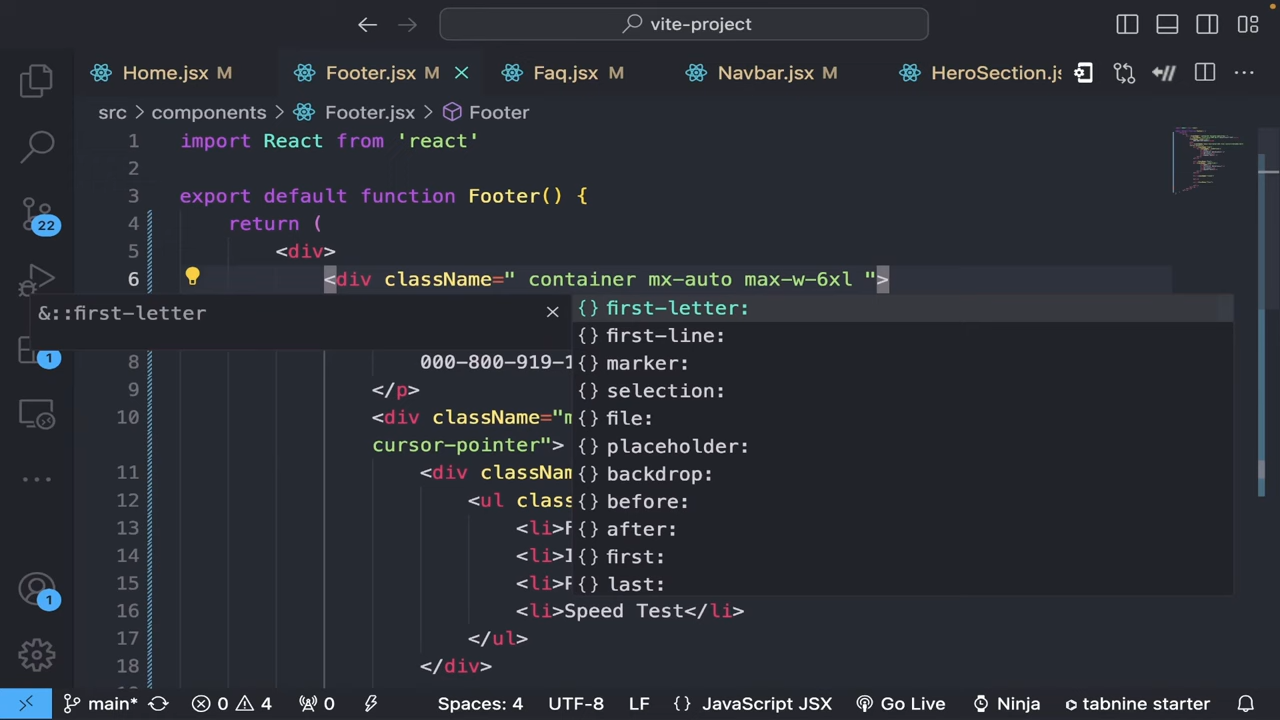 vite-project
Home.jsx M
Footer.jsx M
Faq.jsx M
Navbar.jsx M
HeroSection.js
src > components > Footer.jsx > Footer
1 import React from 'react'
2
3 export default function Footer() {
4 return (
5 <div>
6 <div className=" container mx-auto max-w-6xl ">
&::first-letter
first-letter:
first-line:
marker:
selection:
file:
placeholder:
backdrop:
before:
after:
first:
last:
8 000-800-919-1
9 </p>
10 <div className="m
cursor-pointer">
11 <div classNam
12 <ul class
13 <li>F
14 <li>I
15 <li>P
16 <li>Speed Test</li>
17 </ul>
18 </div>
22
1
1
main* 0 4 0 Spaces: 4 UTF-8 LF {} JavaScript JSX Go Live Ninja tabnine starter